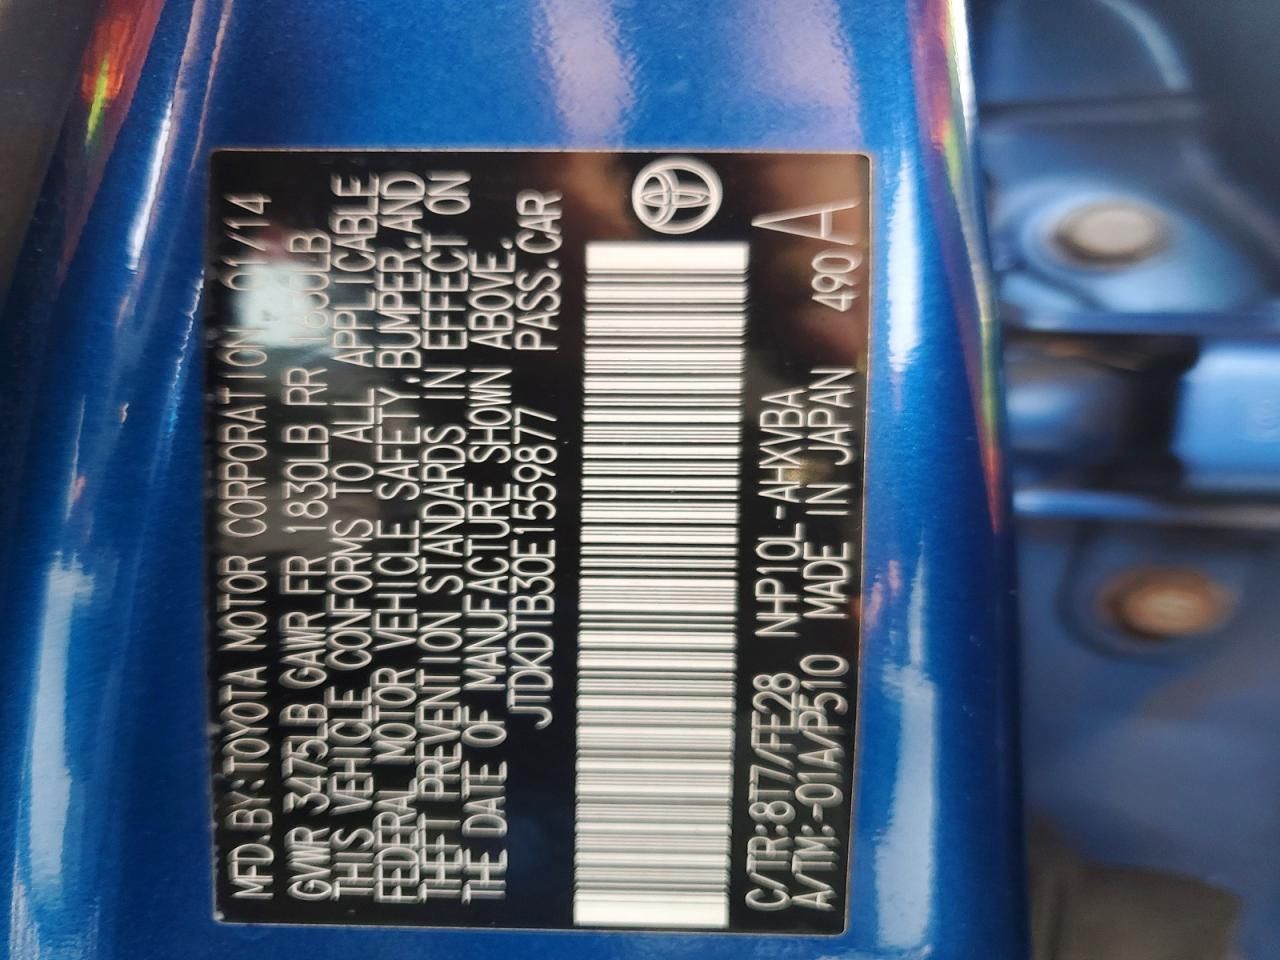 MFD.BY:TOYOTA MOTOR CORPORATION 01/14
GVWR 3475LB GAWR FR 1830LB RR LB
THIS VEHICLE CONFORMS TO ALL APPLICABLE
FEDERAL MOTOR VEHICLE SAFETY,BUMPER,AND
THEFT PREVENTION STANDARDS IN EFFECT ON
THE DATE OF MANUFACTURE SHOWN ABOVE.
JTDKDTB30E1559877 PASS.CAR
C/TR:8T7/FE28 NHP10L-AHXVBA
A/TM:-01A/P510 MADE IN JAPAN 490A